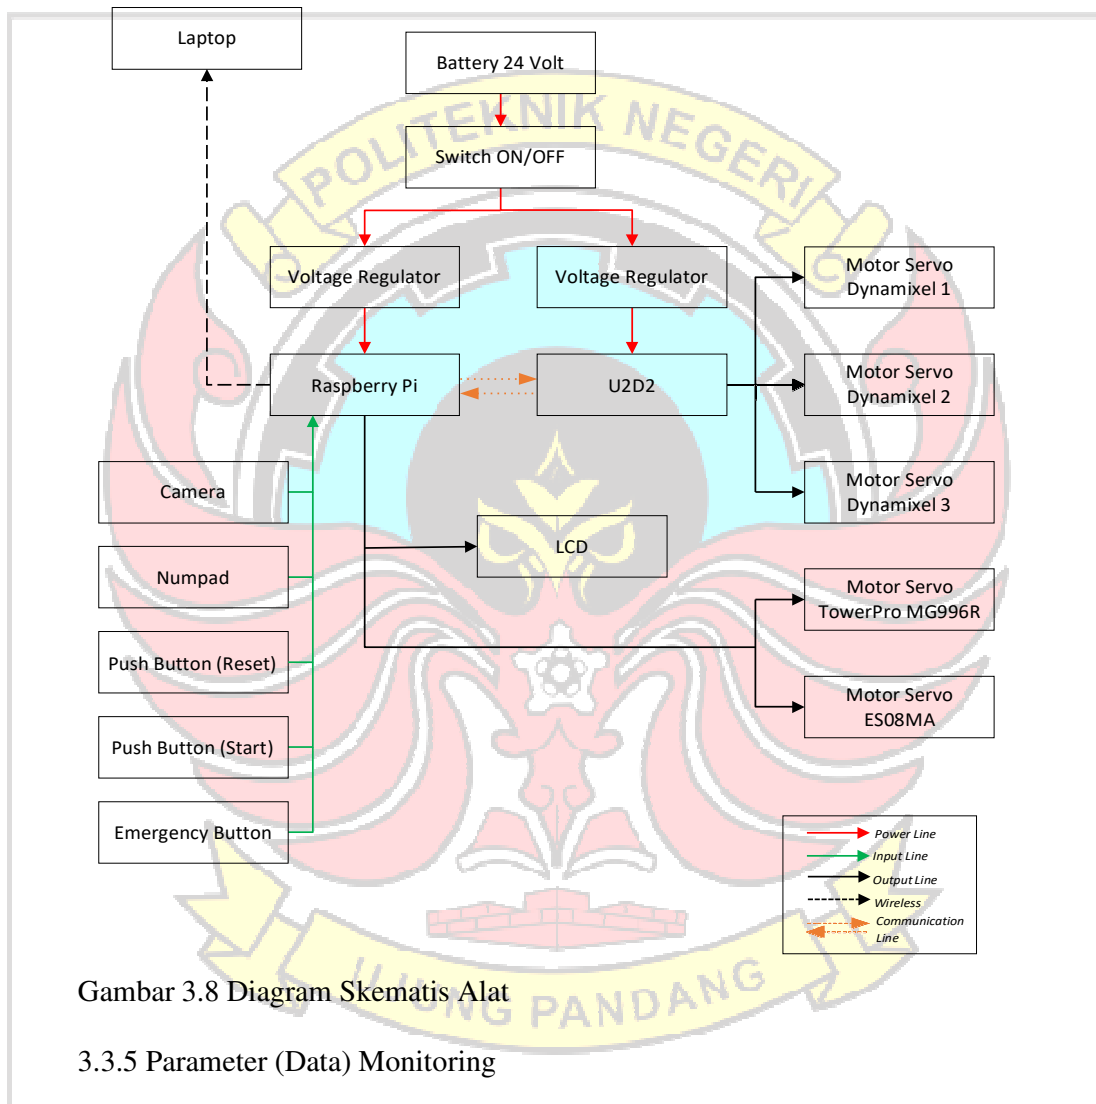 Laptop
Battery 24 Volt
POLITEKNIK NEGERI
Switch ON/OFF
Voltage Regulator
Voltage Regulator
Motor Servo
Dynamixel 1
Raspberry Pi
U2D2
Motor Servo
Dynamixel 2
Camera
Motor Servo
Dynamixel 3
LCD
Numpad
Motor Servo
TowerPro MG996R
Push Button (Reset)
Motor Servo
ES08MA
Push Button (Start)
Emergency Button
Power Line
Input Line
Output Line
Wireless
Communication
Line
UJUNG PANDANG
Gambar 3.8 Diagram Skematis Alat
3.3.5 Parameter (Data) Monitoring